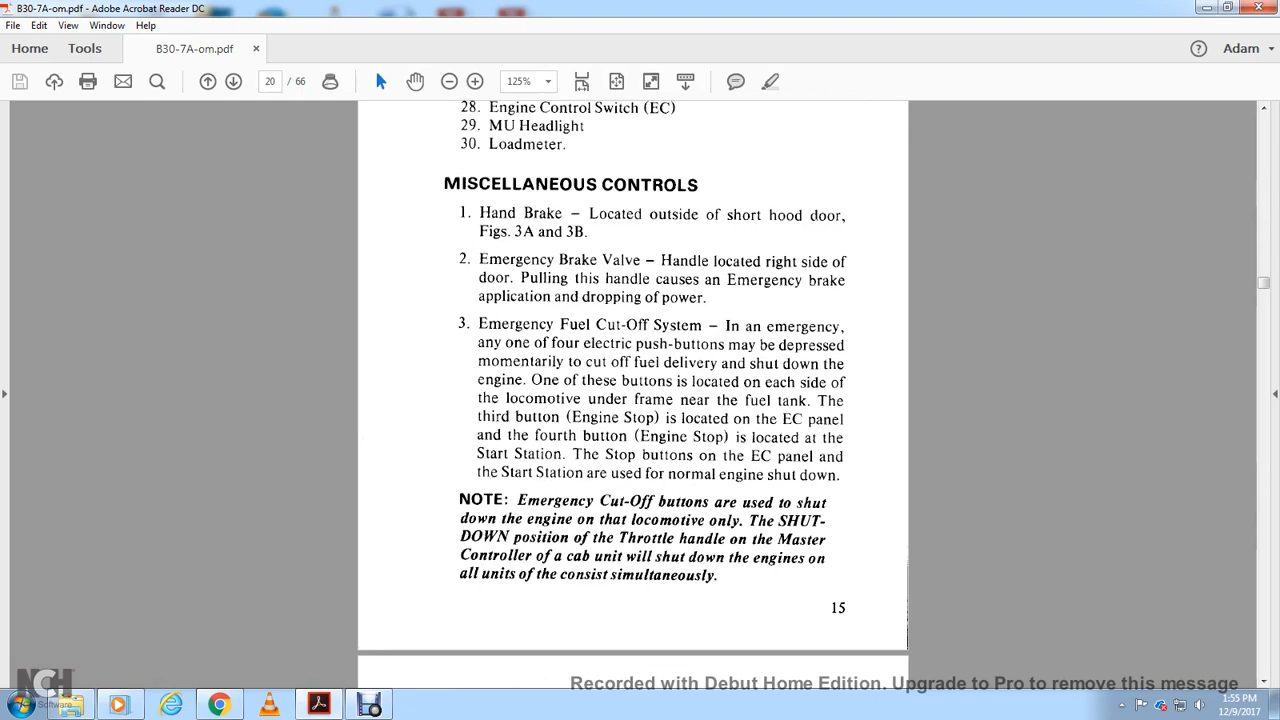 B30-7A-om.pdf - Adobe Acrobat Reader DC
File Edit View Window Help
Home Tools B30-7A-om.pdf × ? Adam
20 / 66 125%
28. Engine Control Switch (EC)
29. MU Headlight
30. Loadmeter.
MISCELLANEOUS CONTROLS
1. Hand Brake – Located outside of short hood door,
Figs. 3A and 3B.
2. Emergency Brake Valve – Handle located right side of
door. Pulling this handle causes an Emergency brake
application and dropping of power.
3. Emergency Fuel Cut-Off System – In an emergency,
any one of four electric push-buttons may be depressed
momentarily to cut off fuel delivery and shut down the
engine. One of these buttons is located on each side of
the locomotive under frame near the fuel tank. The
third button (Engine Stop) is located on the EC panel
and the fourth button (Engine Stop) is located at the
Start Station. The Stop buttons on the EC panel and
the Start Station are used for normal engine shut down.
NOTE: Emergency Cut-Off buttons are used to shut
down the engine on that locomotive only. The SHUT-
DOWN position of the Throttle handle on the Master
Controller of a cab unit will shut down the engines on
all units of the consist simultaneously.
15
NCH
Software
Recorded with Debut Home Edition. Upgrade to Pro to remove this message
1:55 PM
12/9/2017